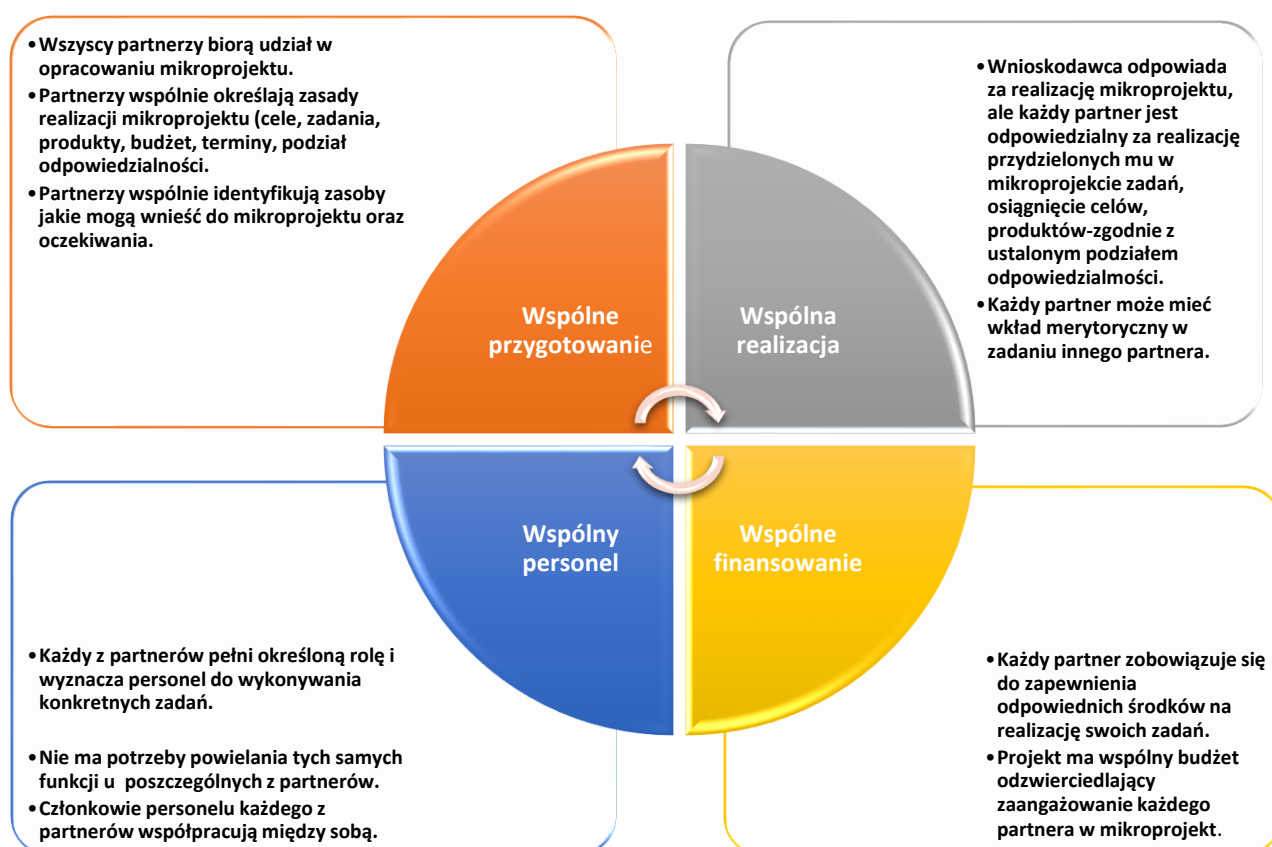 •Wszyscy partnerzy biorą udział w
opracowaniu mikroprojektu.
•Partnerzy wspólnie określają zasady
realizacji mikroprojektu (cele, zadania,
produkty, budżet, terminy, podział
odpowiedzialności.
•Partnerzy wspólnie identyfikują zasoby
jakie mogą wnieść do mikroprojektu oraz
oczekiwania.
•Wnioskodawca odpowiada
za realizację mikroprojektu,
ale każdy partner jest
odpowiedzialny za realizację
przydzielonych mu w
mikroprojekcie zadań,
osiągnięcie celów,
produktów-zgodnie z
ustalonym podziałem
odpowiedzialmości.
•Każdy partner może mieć
wkład merytoryczny w
zadaniu innego partnera.
Wspólne
przygotowanie
Wspólna
realizacja
Wspólny
personel
Wspólne
finansowanie
•Każdy z partnerów pełni określoną rolę i
wyznacza personel do wykonywania
konkretnych zadań.
•Nie ma potrzeby powielania tych samych
funkcji u poszczególnych z partnerów.
•Członkowie personelu każdego z
partnerów współpracują między sobą.
•Każdy partner zobowiązuje się
do zapewnienia
odpowiednich środków na
realizację swoich zadań.
•Projekt ma wspólny budżet
odzwierciedlający
zaangażowanie każdego
partnera w mikroprojekt.